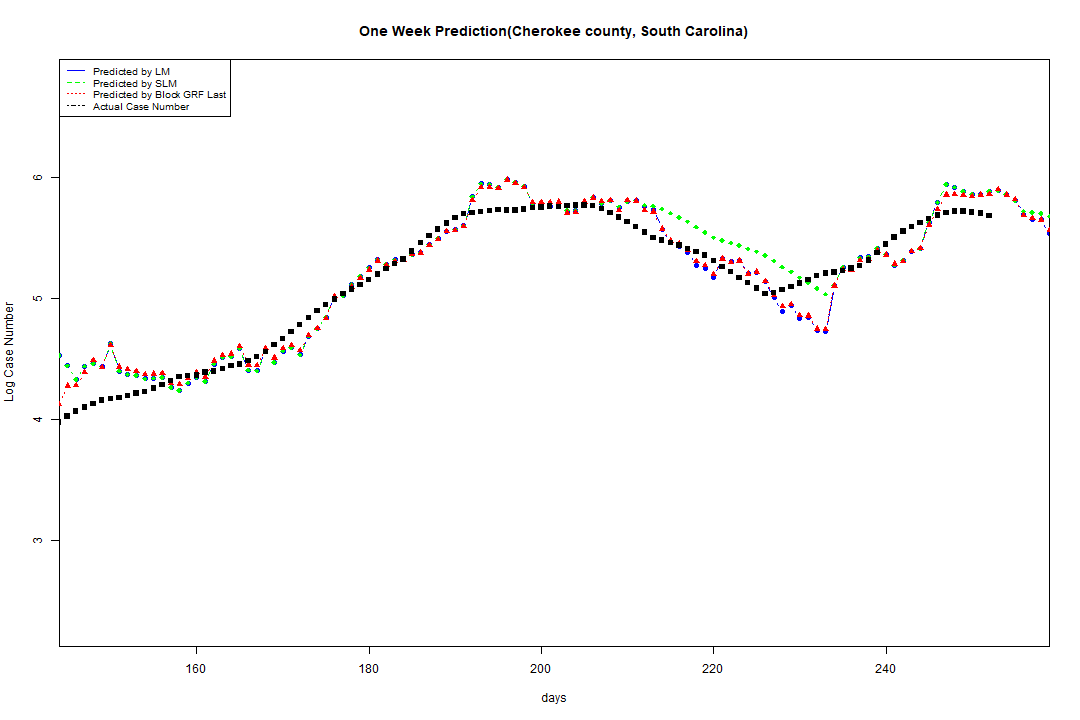 One Week Prediction(Cherokee county, South Carolina)
Predicted by LM
Predicted by SLM
Predicted by Block GRF Last
Actual Case Number
Log Case Number
6
5
4
3
160 180 200 220 240
days